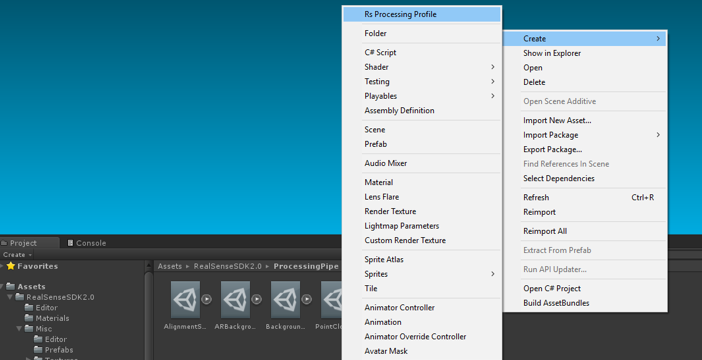 Rs Processing Profile
Folder
C# Script
Shader
Testing
Playables
Assembly Definition
Scene
Prefab
Audio Mixer
Material
Lens Flare
Render Texture
Lightmap Parameters
Custom Render Texture
Sprite Atlas
Sprites
Tile
Animator Controller
Animation
Animator Override Controller
Avatar Mask
Create
Show in Explorer
Open
Delete
Open Scene Additive
Import New Asset...
Import Package
Export Package...
Find References In Scene
Select Dependencies
Refresh Ctrl+R
Reimport
Reimport All
Extract From Prefab
Run API Updater...
Open C# Project
Build AssetBundles
Project Console
Create
Favorites
Assets
RealSenseSDK2.0
Editor
Materials
Misc
Editor
Prefabs
Textures
Assets RealSenseSDK2.0 ProcessingPipe
AlignmentS... ARBackgro... Backgroun... PointClo